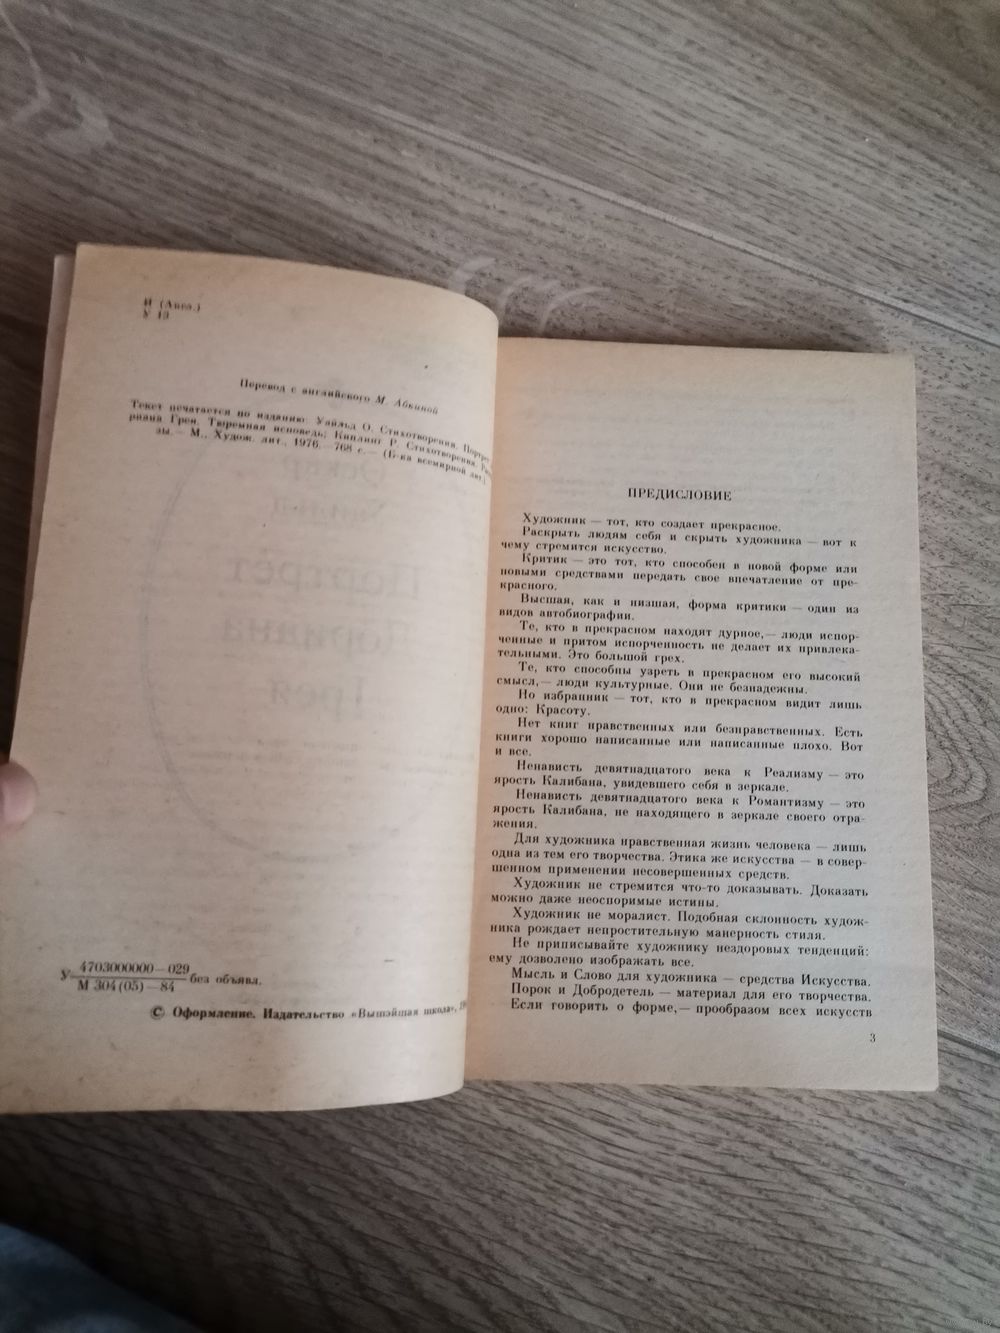 И (Англ.)
У 13
Перевод с английского М. Абкиной
Текст печатается по изданию: Уайльд О. Стихотворения. Портрет
риана Грея. Тюремная исповедь; Киплинг Р. Стихотворения.
зы.— М., Худож. лит., 1976.— 768 с.— (Б-ка всемирной лит.)
У 4703000000—029 без объявл.
М 304(05)—84
© Оформление. Издательство «Вышэйшая школа»,
ПРЕДИСЛОВИЕ
Художник — тот, кто создает прекрасное.
Раскрыть людям себя и скрыть художника — вот к
чему стремится искусство.
Критик — это тот, кто способен в новой форме или
новыми средствами передать свое впечатление от пре-
красного.
Высшая, как и низшая, форма критики — один из
видов автобиографии.
Те, кто в прекрасном находят дурное,— люди испор-
ченные и притом испорченность не делает их привлека-
тельными. Это большой грех.
Те, кто способны узреть в прекрасном его высокий
смысл,— люди культурные. Они не безнадежны.
Но избранник — тот, кто в прекрасном видит лишь
одно: Красоту.
Нет книг нравственных или безнравственных. Есть
книги хорошо написанные или написанные плохо. Вот
и все.
Ненависть девятнадцатого века к Реализму — это
ярость Калибана, увидевшего себя в зеркале.
Ненависть девятнадцатого века к Романтизму — это
ярость Калибана, не находящего в зеркале своего отра-
жения.
Для художника нравственная жизнь человека — лишь
одна из тем его творчества. Этика же искусства — в совер-
шенном применении несовершенных средств.
Художник не стремится что-то доказывать. Доказать
можно даже неоспоримые истины.
Художник не моралист. Подобная склонность худож-
ника рождает непростительную манерность стиля.
Не приписывайте художнику нездоровых тенденций:
ему дозволено изображать все.
Мысль и Слово для художника — средства Искусства.
Порок и Добродетель — материал для его творчества.
Если говорить о форме,— прообразом всех искусств
3